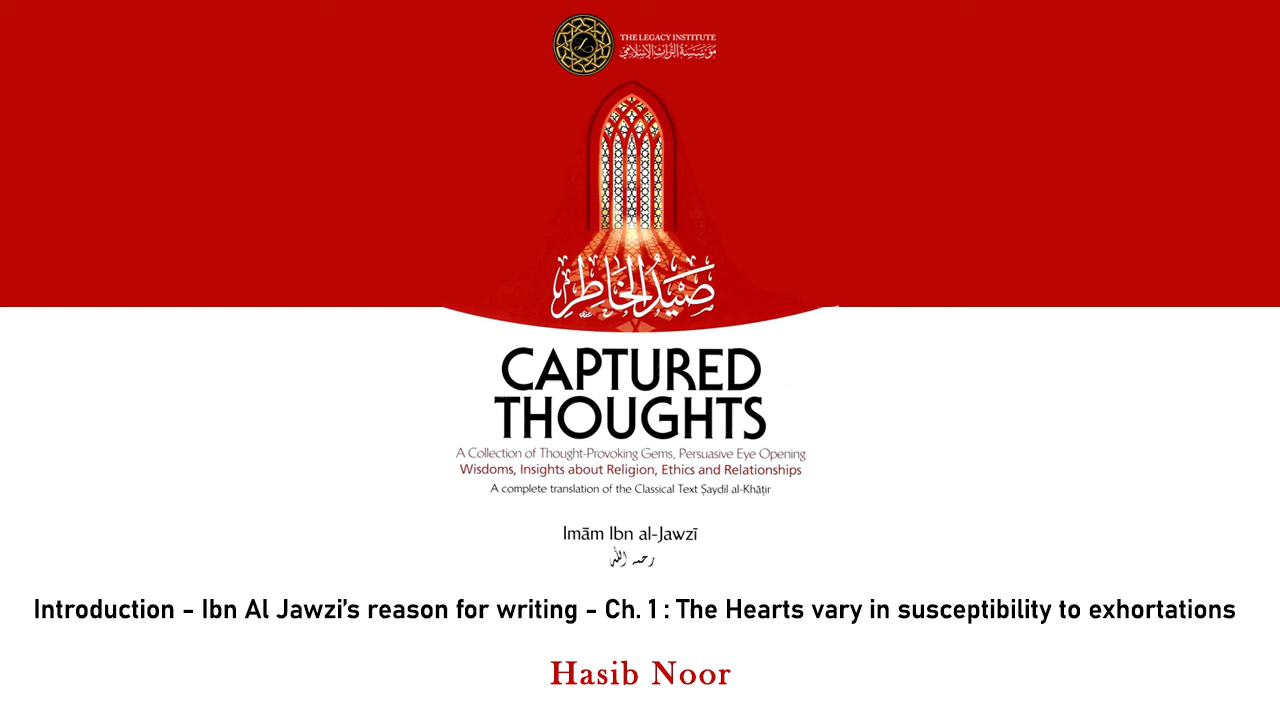 THE LEGACY INSTITUTE
مؤسسة التراث الإسلامي
صَيْدُ الخَاطِر
CAPTURED
THOUGHTS
A Collection of Thought-Provoking Gems, Persuasive Eye Opening
Wisdoms, Insights about Religion, Ethics and Relationships
A complete translation of the Classical Text Ṣaydil al-Khāṭir
Imām Ibn al-Jawzī
رحمه الله
Introduction - Ibn Al Jawzi’s reason for writing - Ch. 1 : The Hearts vary in susceptibility to exhortations
Hasib Noor